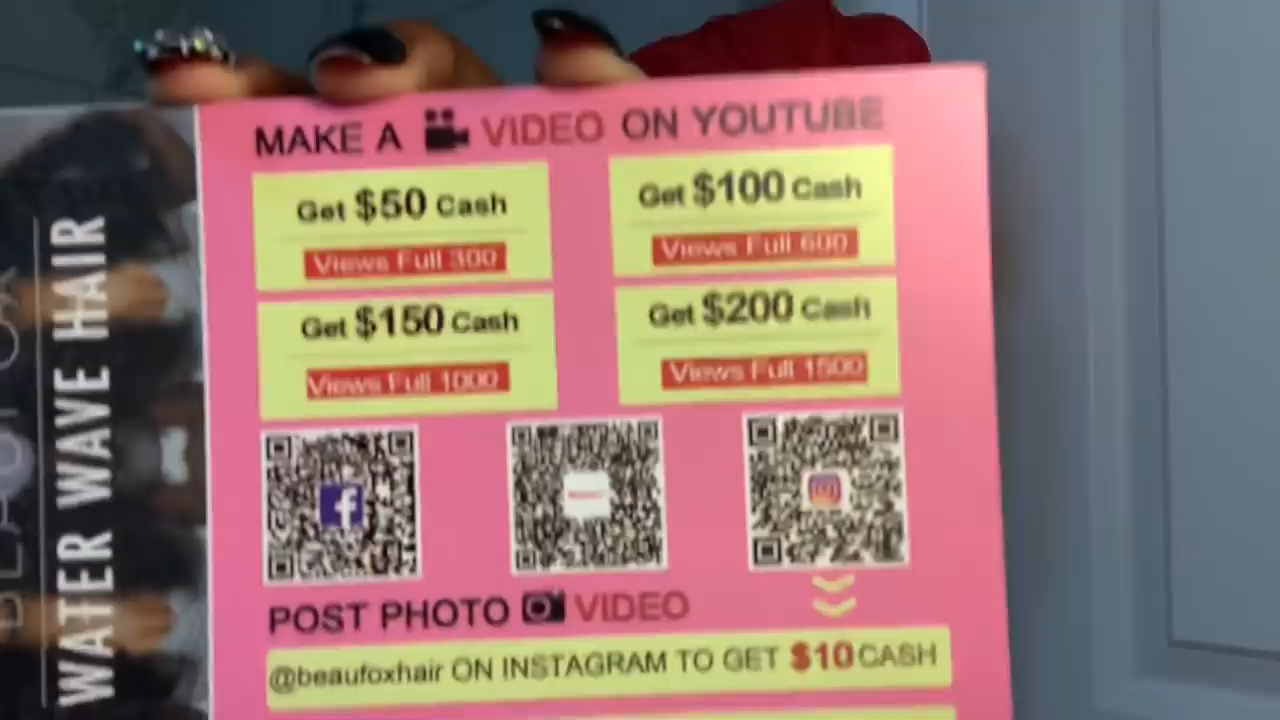 MAKE A VIDEO ON YOUTUBE
Get $50 Cash
Views Full 300
Get $100 Cash
Views Full 600
Get $150 Cash
Views Full 1000
Get $200 Cash
Views Full 1500
POST PHOTO VIDEO
@beaufoxhair ON INSTAGRAM TO GET $10 CASH
WATER WAVE HAIR